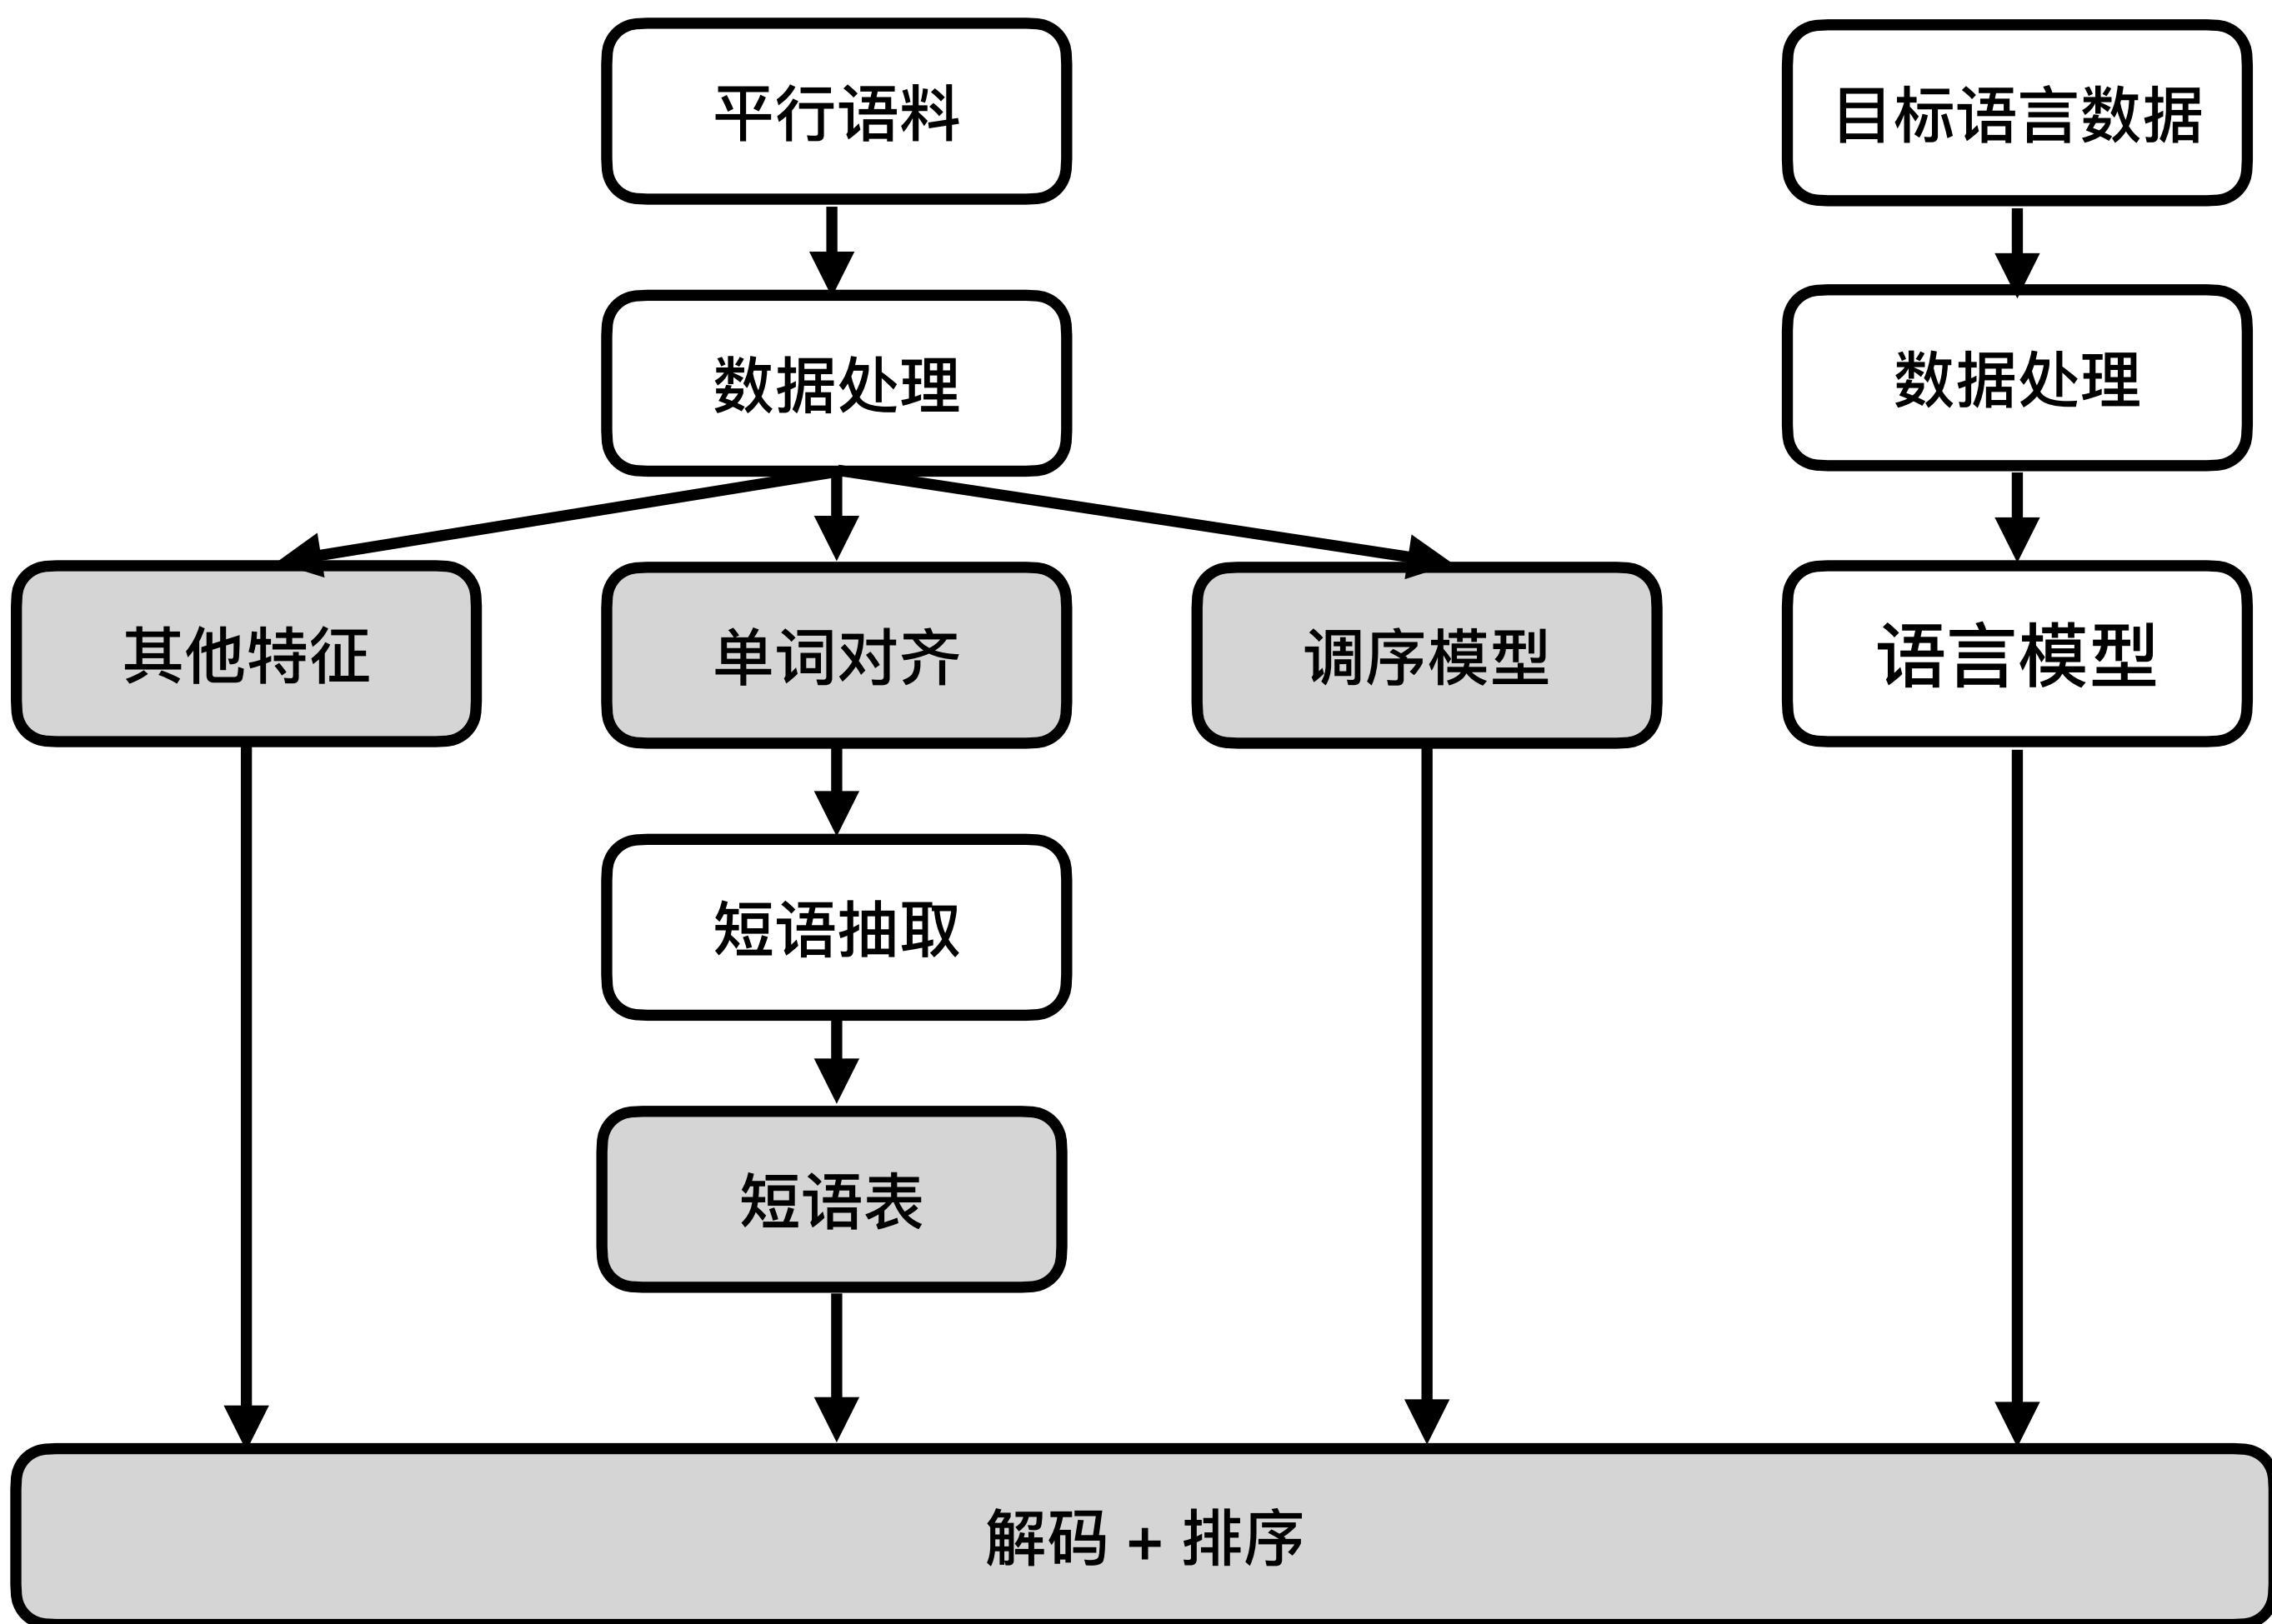 平行语料
目标语言数据
数据处理
数据处理
其他特征
单词对齐
调序模型
语言模型
短语抽取
短语表
解码 + 排序